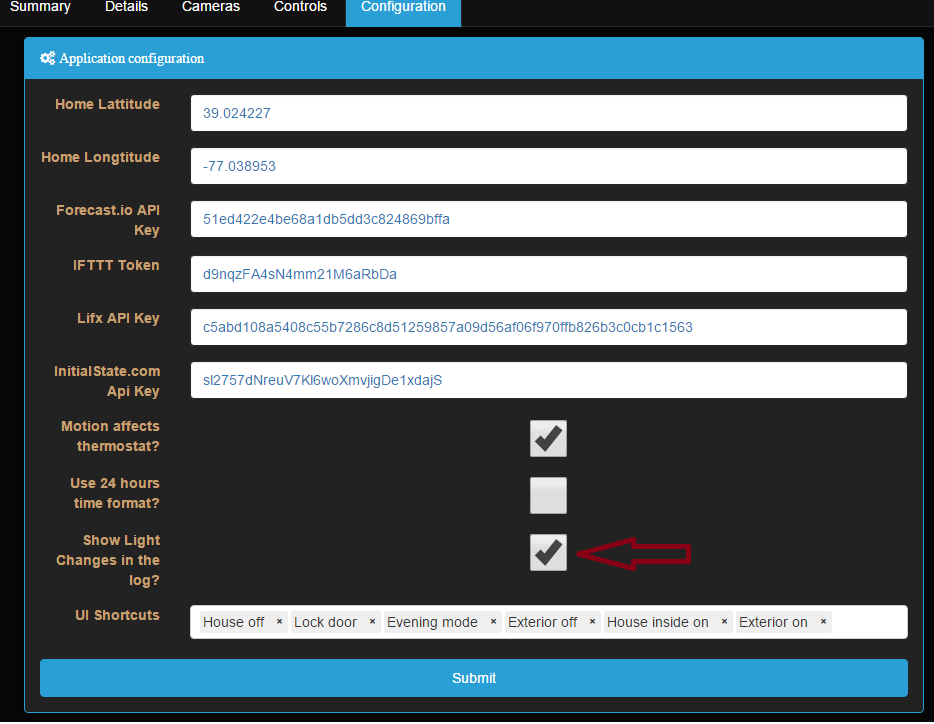 Summary Details Cameras Controls Configuration
Application configuration
Home Lattitude
39.024227
Home Longtitude
-77.038953
Forecast.io API
Key
51ed422e4be68a1db5dd3c824869bffa
IFTTT Token
d9nqzFA4sN4mm21M6aRbDa
Lifx API Key
c5abd108a5408c55b7286c8d51259857a09d56af06f970ffb826b3c0cb1c1563
InitialState.com
Api Key
sl2757dNreuV7Kl6woXmvjigDe1xdajS
Motion affects
thermostat?
Use 24 hours
time format?
Show Light
Changes in the
log?
UI Shortcuts
House off × Lock door × Evening mode × Exterior off × House inside on × Exterior on ×
Submit